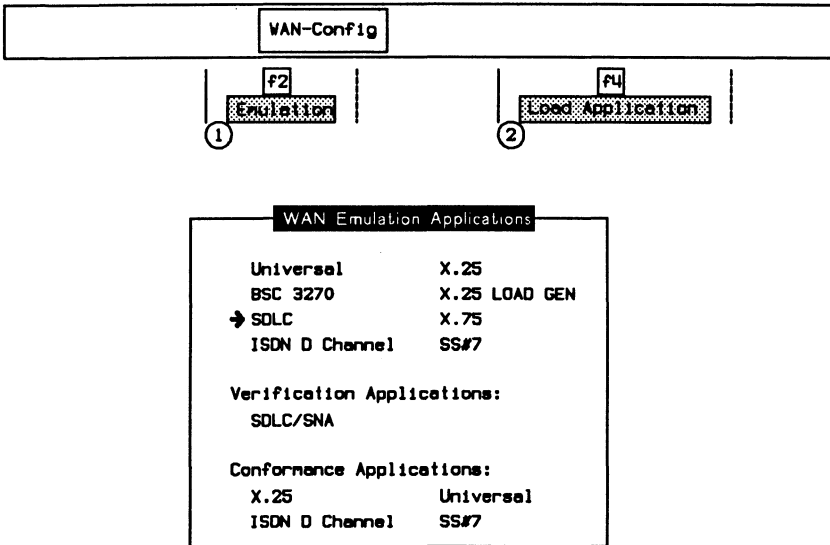 WAN-Config
f2 f4
Emulation Load Application
1 2
WAN Emulation Applications
Universal X.25
BSC 3270 X.25 LOAD GEN
→ SDLC X.75
ISDN D Channel SS#7
Verification Applications:
SDLC/SNA
Conformance Applications:
X.25 Universal
ISDN D Channel SS#7